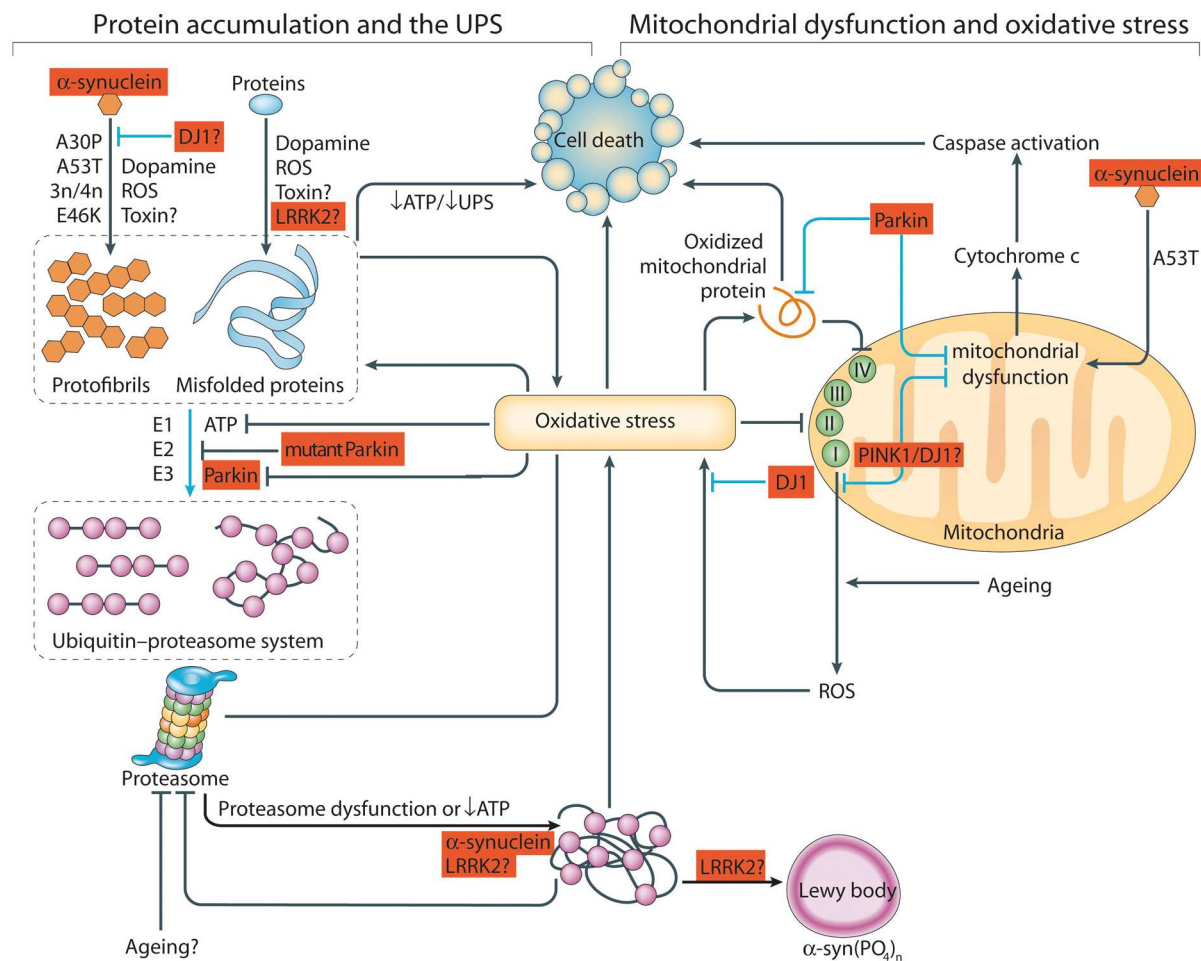 Protein accumulation and the UPS
Mitochondrial dysfunction and oxidative stress
α-synuclein
Proteins
DJ1?
A30P
A53T
3n/4n
E46K
Dopamine
ROS
Toxin?
Dopamine
ROS
Toxin?
LRRK2?
↓ATP/↓UPS
Cell death
Caspase activation
α-synuclein
Parkin
Cytochrome c
A53T
Oxidized
mitochondrial
protein
Protofibrils
Misfolded proteins
mitochondrial
dysfunction
IV
III
II
I
PINK1/DJ1?
Mitochondria
Oxidative stress
E1
E2
E3
ATP
mutant Parkin
Parkin
DJ1
Ageing
ROS
Ubiquitin–proteasome system
Proteasome
Proteasome dysfunction or ↓ATP
α-synuclein
LRRK2?
LRRK2?
Lewy body
α-syn(PO₄)ₙ
Ageing?